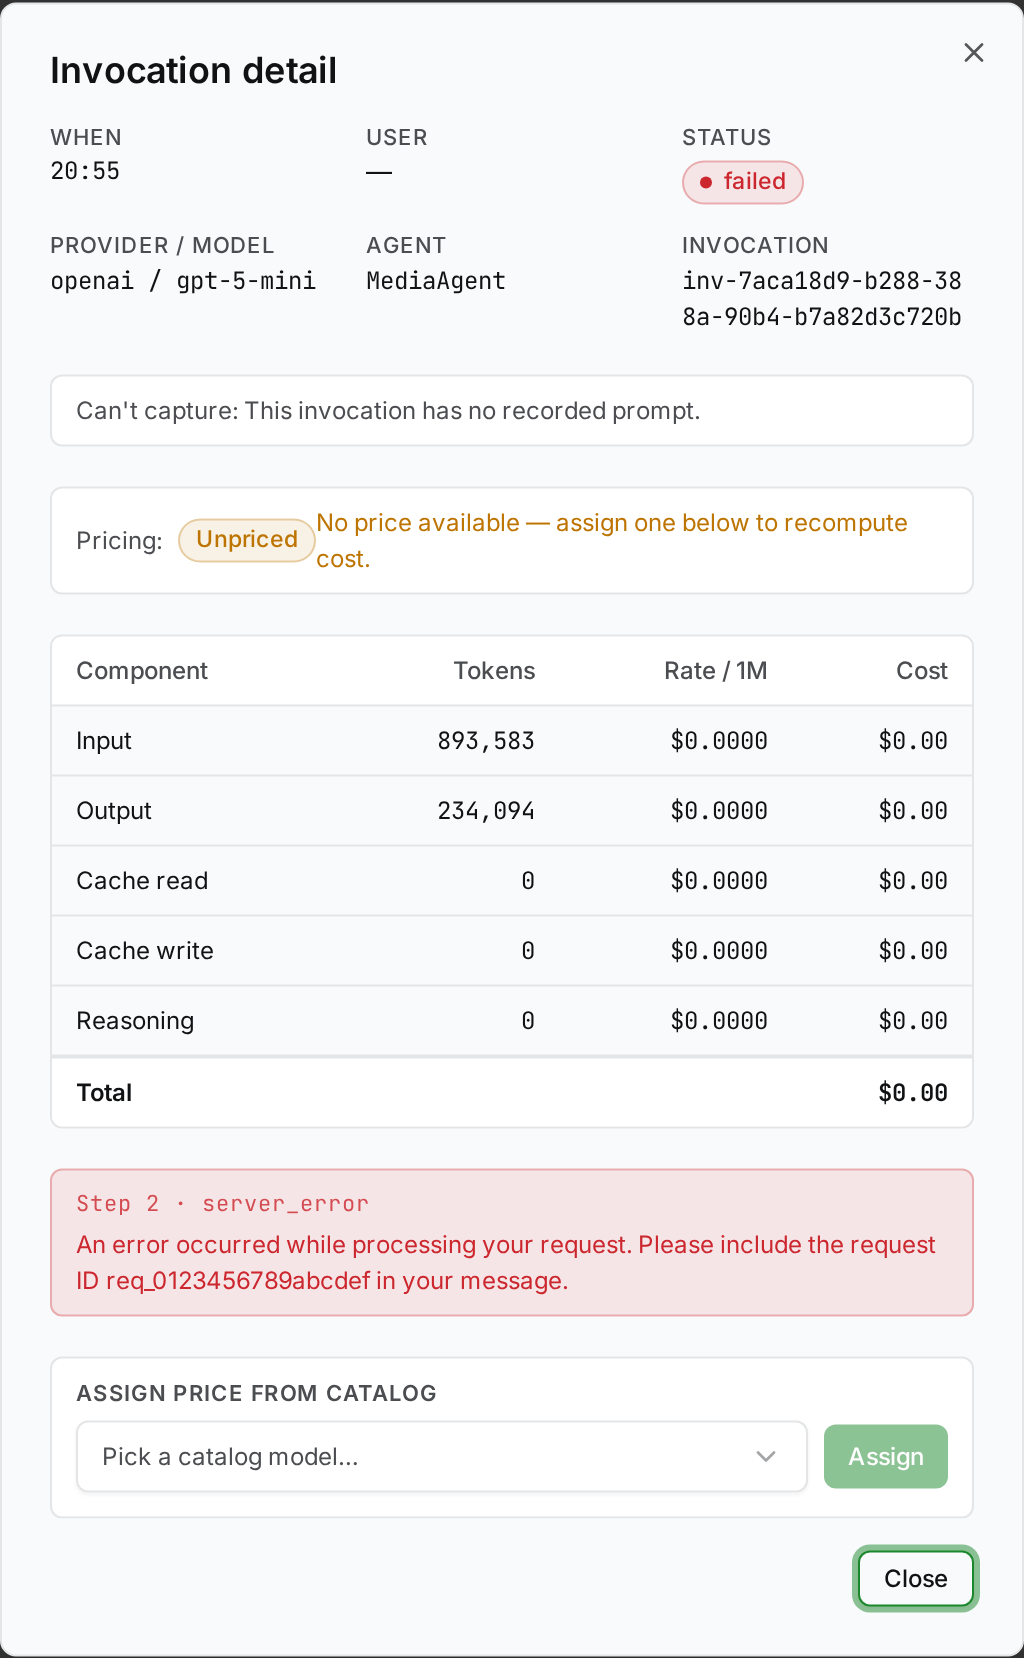 Invocation detail
WHEN
20:55
USER
—
STATUS
failed
PROVIDER / MODEL
openai / gpt-5-mini
AGENT
MediaAgent
INVOCATION
inv-7aca18d9-b288-38
8a-90b4-b7a82d3c720b
Can't capture: This invocation has no recorded prompt.
Pricing: Unpriced No price available — assign one below to recompute
cost.
Component Tokens Rate / 1M Cost
Input 893,583 $0.0000 $0.00
Output 234,094 $0.0000 $0.00
Cache read 0 $0.0000 $0.00
Cache write 0 $0.0000 $0.00
Reasoning 0 $0.0000 $0.00
Total $0.00
Step 2 · server_error
An error occurred while processing your request. Please include the request
ID req_0123456789abcdef in your message.
ASSIGN PRICE FROM CATALOG
Pick a catalog model...
Assign
Close